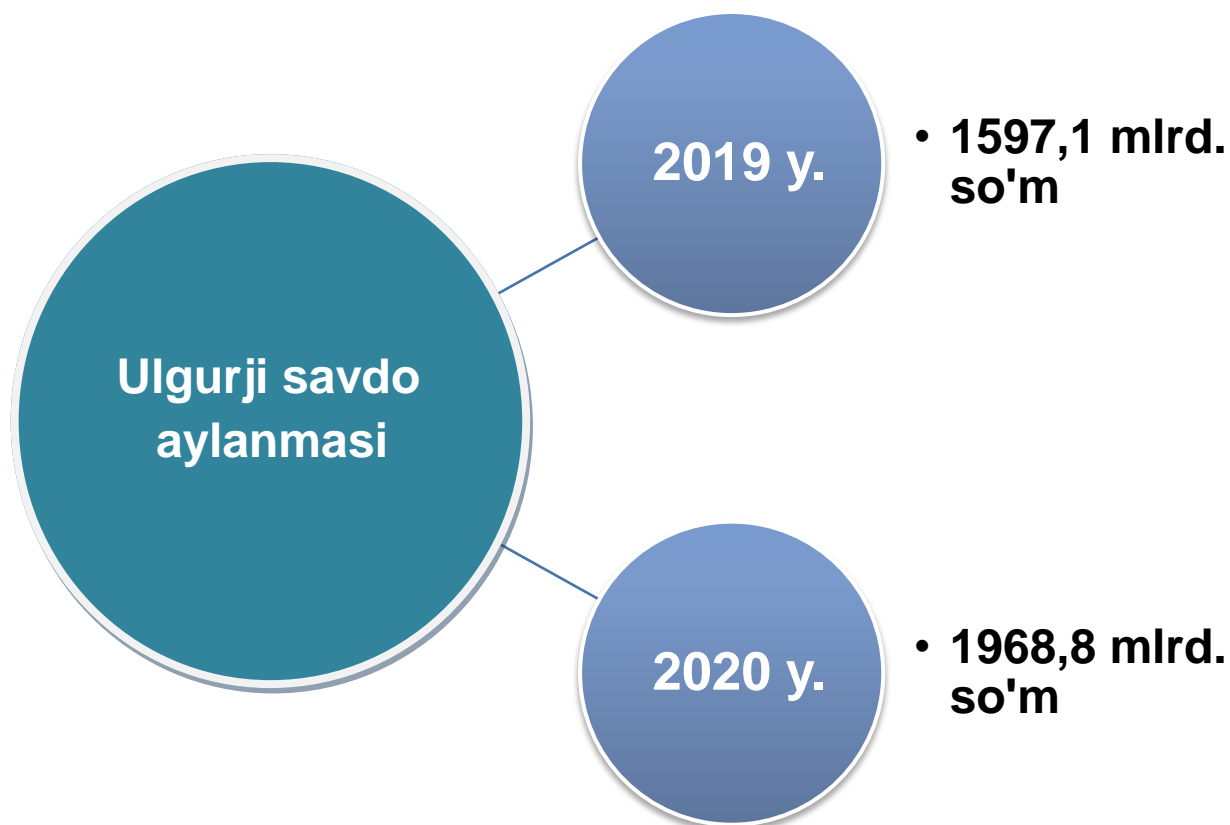 Ulgurji savdo
aylanmasi
2019 y.
• 1597,1 mlrd.
so'm
2020 y.
• 1968,8 mlrd.
so'm